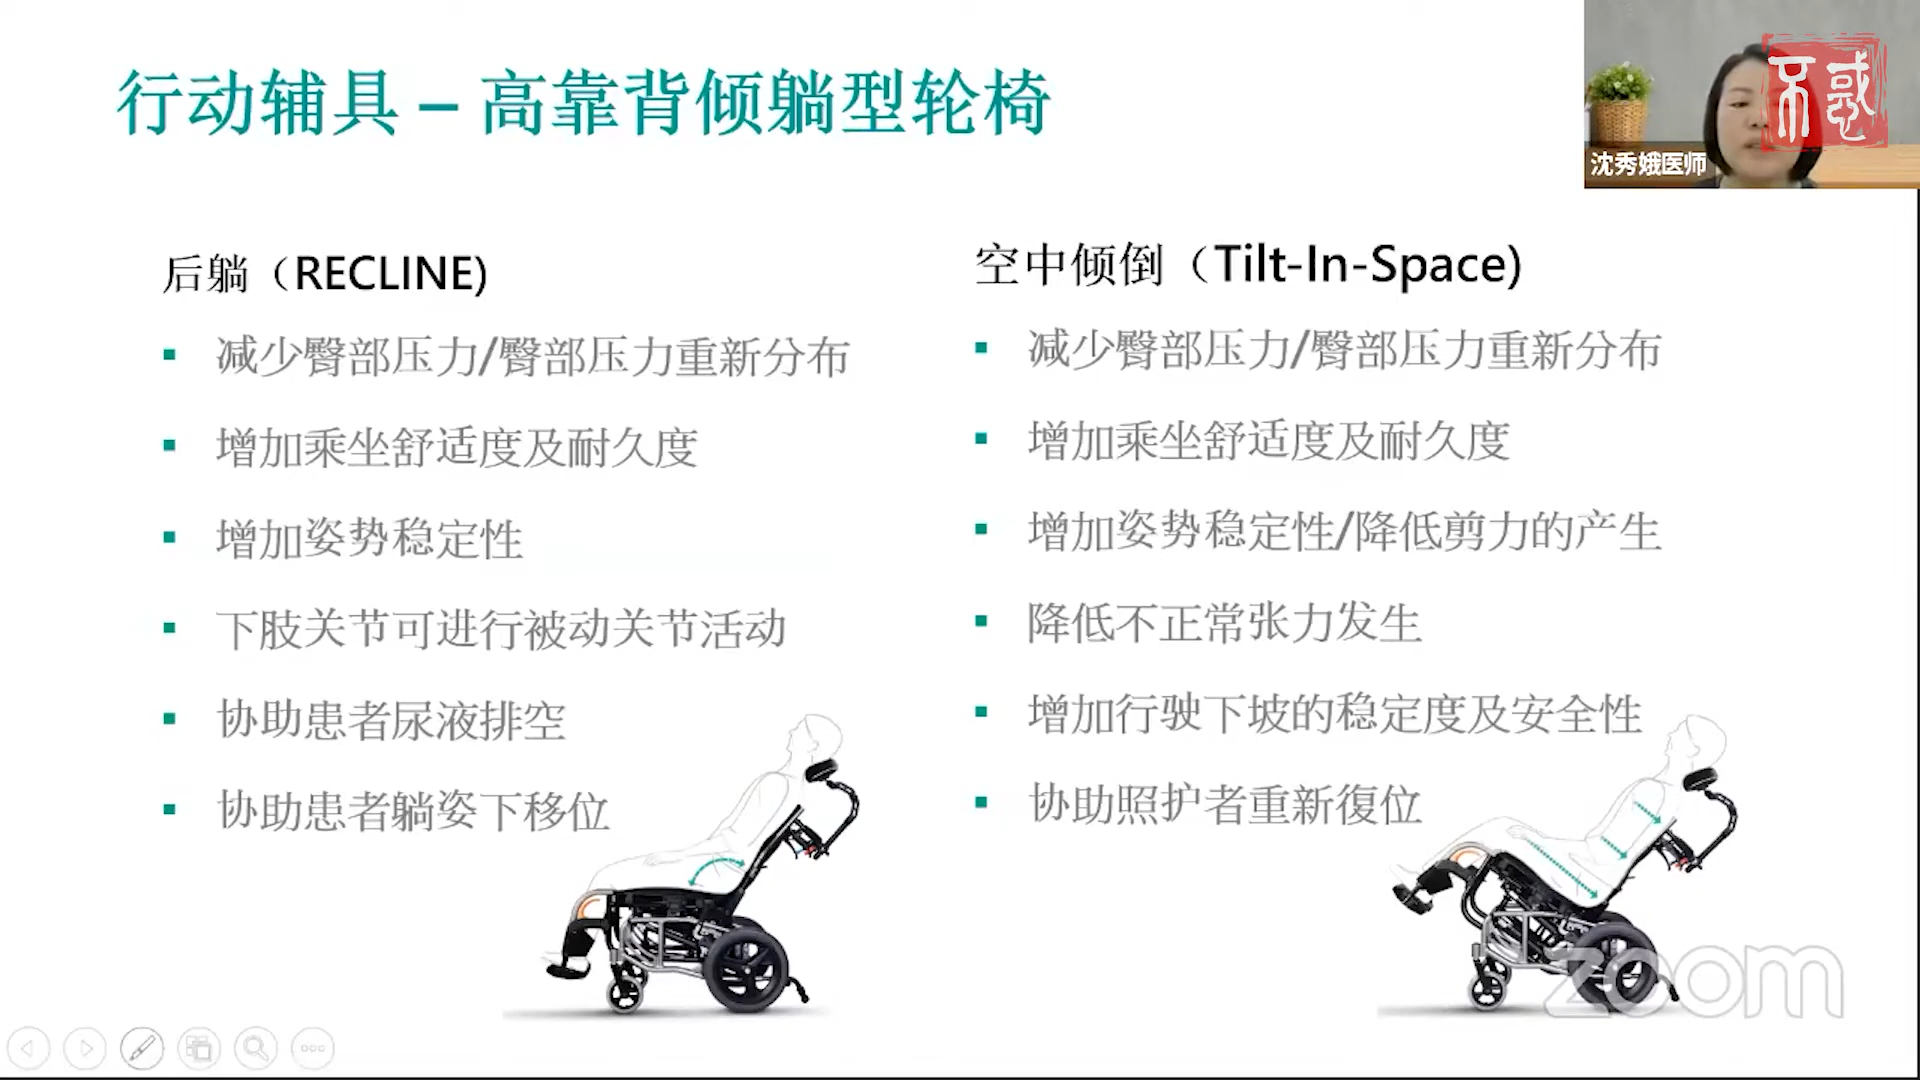 行动辅具 – 高靠背倾躺型轮椅
不惑
沈秀娥医师
后躺（RECLINE)
减少臀部压力/臀部压力重新分布
增加乘坐舒适度及耐久度
增加姿势稳定性
下肢关节可进行被动关节活动
协助患者尿液排空
协助患者躺姿下移位
空中倾倒（Tilt-In-Space)
减少臀部压力/臀部压力重新分布
增加乘坐舒适度及耐久度
增加姿势稳定性/降低剪力的产生
降低不正常张力发生
增加行驶下坡的稳定度及安全性
协助照护者重新復位
zoom